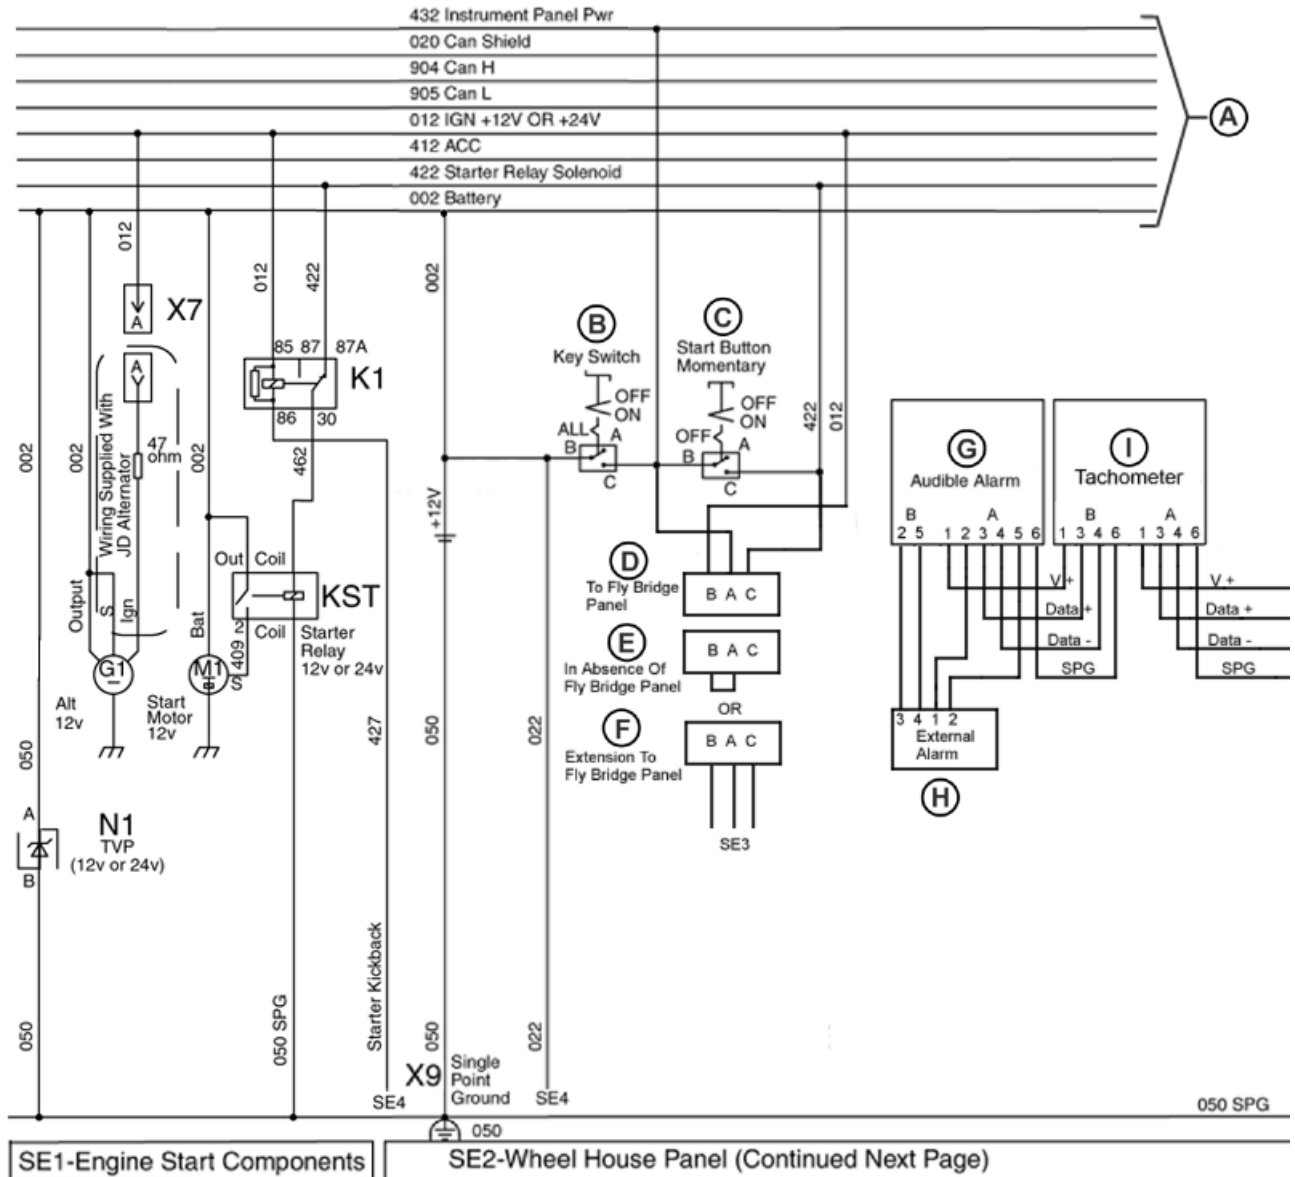 432 Instrument Panel Pwr
020 Can Shield
904 Can H
905 Can L
012 IGN +12V OR +24V
412 ACC
422 Starter Relay Solenoid
002 Battery
A
012
X7
A
A
Wiring Supplied With
JD Alternator
47
ohm
002
002
002
Output
S
Ign
Bat
G1
Alt
12v
M1
S
Start
Motor
12v
409
012
422
85 87 87A
K1
86 30
462
Out Coil
KST
2 Coil
Starter
Relay
12v or 24v
427
Starter Kickback
SE4
050
A
B
N1
TVP
(12v or 24v)
050
050 SPG
002
+12V
050
050
X9
Single
Point
Ground
050
022
022
SE4
B
Key Switch
OFF
ON
ALL
B
A
C
C
Start Button
Momentary
OFF
ON
OFF
B
A
C
422
012
D
To Fly Bridge
Panel
B A C
E
In Absence Of
Fly Bridge Panel
B A C
OR
F
Extension To
Fly Bridge Panel
B A C
SE3
G
Audible Alarm
B A
2 5 1 2 3 4 5 6
I
Tachometer
B A
1 3 4 6 1 3 4 6
V +
Data +
Data -
SPG
V +
Data +
Data -
SPG
3 4 1 2
External
Alarm
H
050 SPG
SE1-Engine Start Components
SE2-Wheel House Panel (Continued Next Page)